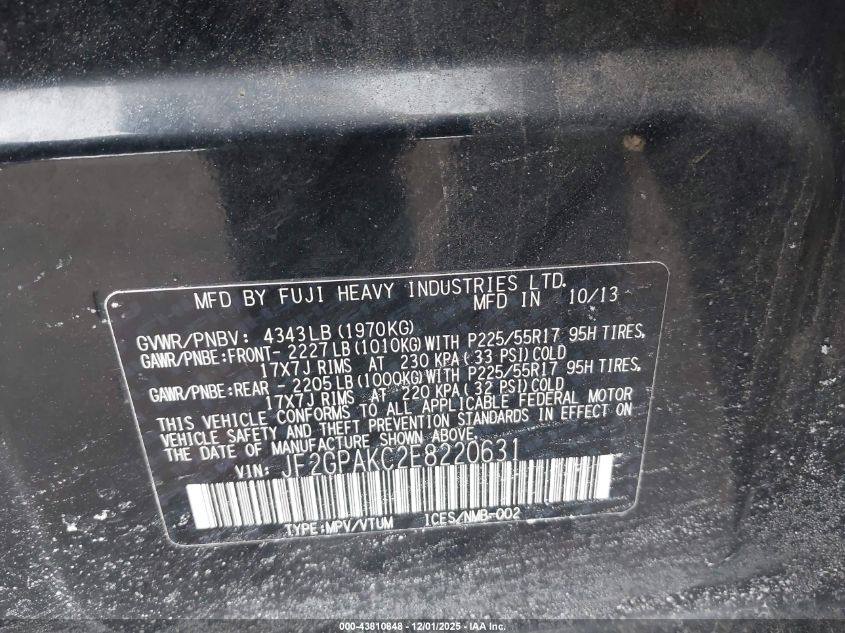 MFD BY FUJI HEAVY INDUSTRIES LTD.
MFD IN 10/13
GVWR/PNBV: 4343LB(1970KG)
GAWR/PNBE:FRONT- 2227LB(1010KG)WITH P225/55R17 95H TIRES,
17X7J RIMS AT 230 KPA(33 PSI)COLD
GAWR/PNBE:REAR - 2205LB(1000KG)WITH P225/55R17 95H TIRES,
17X7J RIMS AT 220 KPA(32 PSI)COLD
THIS VEHICLE CONFORMS TO ALL APPLICABLE FEDERAL MOTOR
VEHICLE SAFETY AND THEFT PREVENTION STANDARDS IN EFFECT ON
THE DATE OF MANUFACTURE SHOWN ABOVE.
VIN: JF2GPAKC2E8220631
TYPE:MPV/VTUM ICES/NMB-002
000-43810848 - 12/01/2025 - IAA Inc.